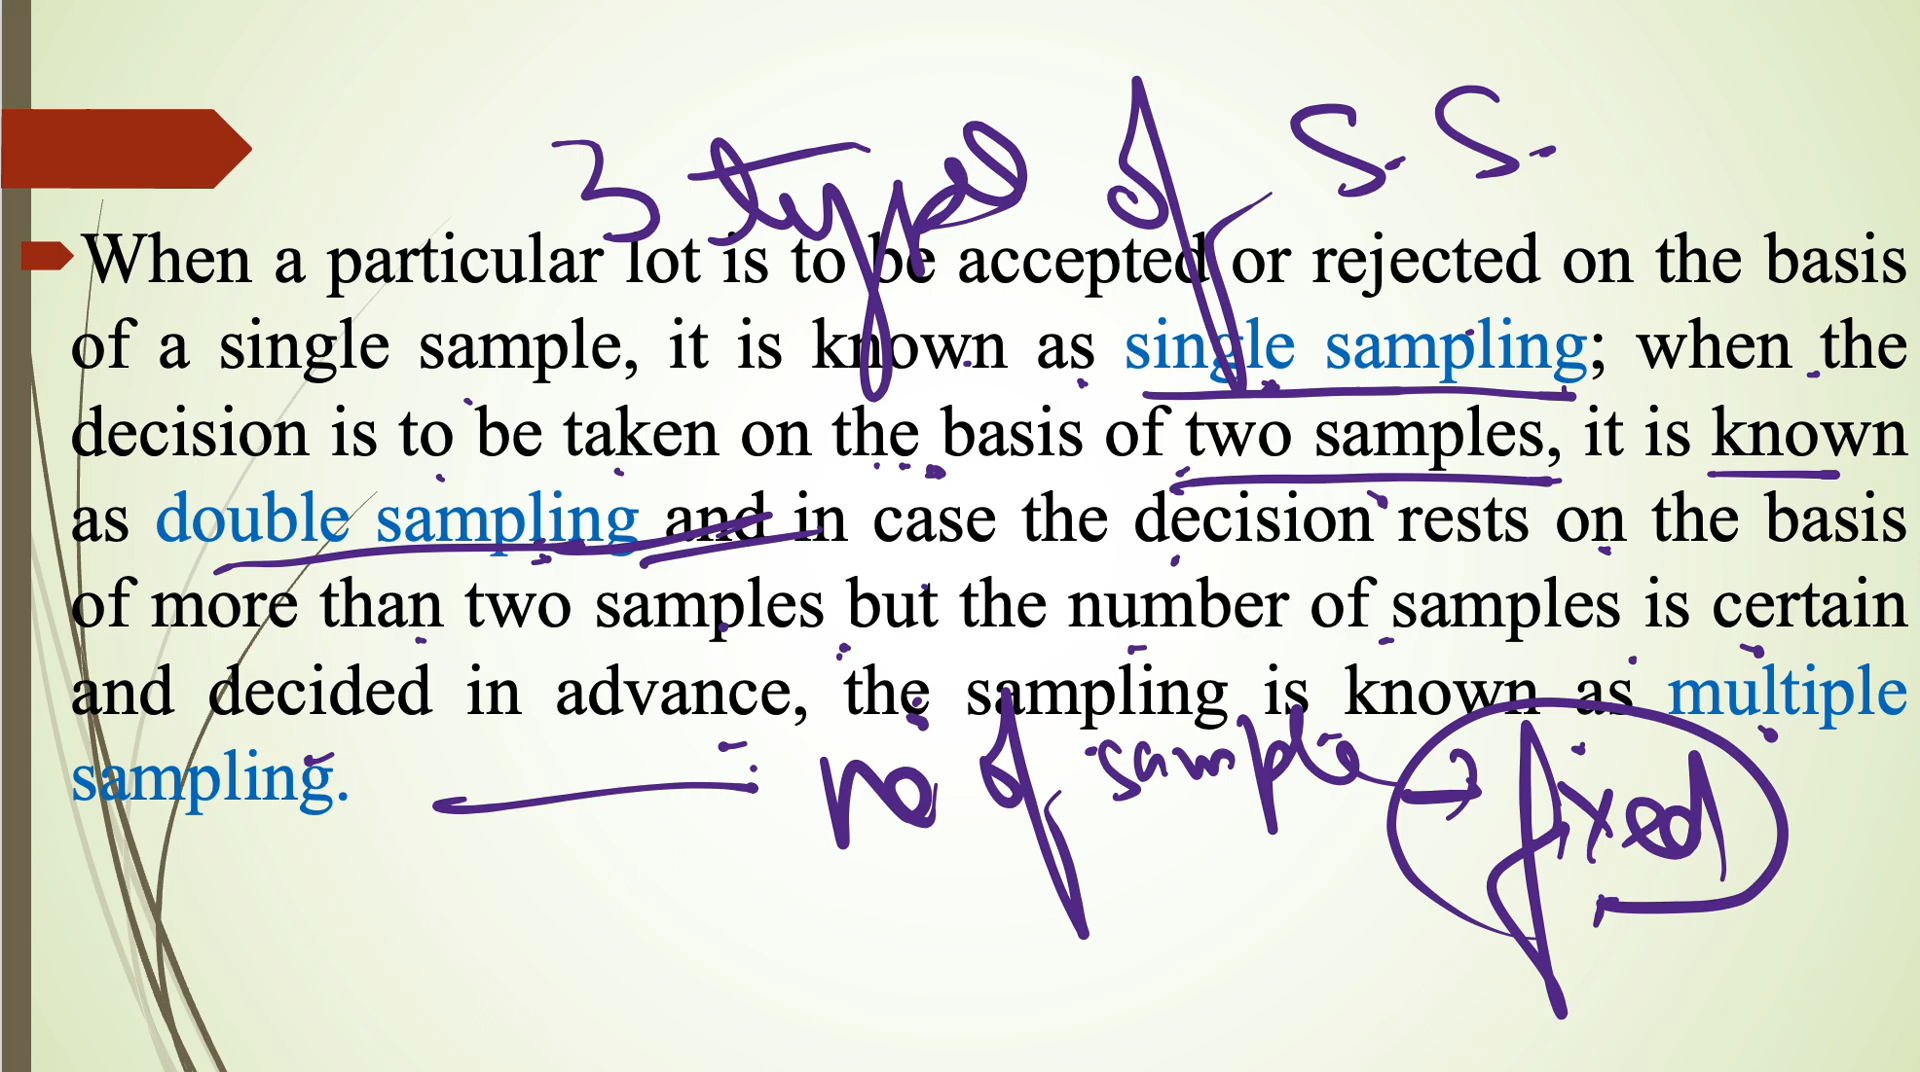 3 types of S. S.
When a particular lot is to be accepted or rejected on the basis
of a single sample, it is known as single sampling; when the
decision is to be taken on the basis of two samples, it is known
as double sampling and in case the decision rests on the basis
of more than two samples but the number of samples is certain
and decided in advance, the sampling is known as multiple
sampling.
no of sample → fixed